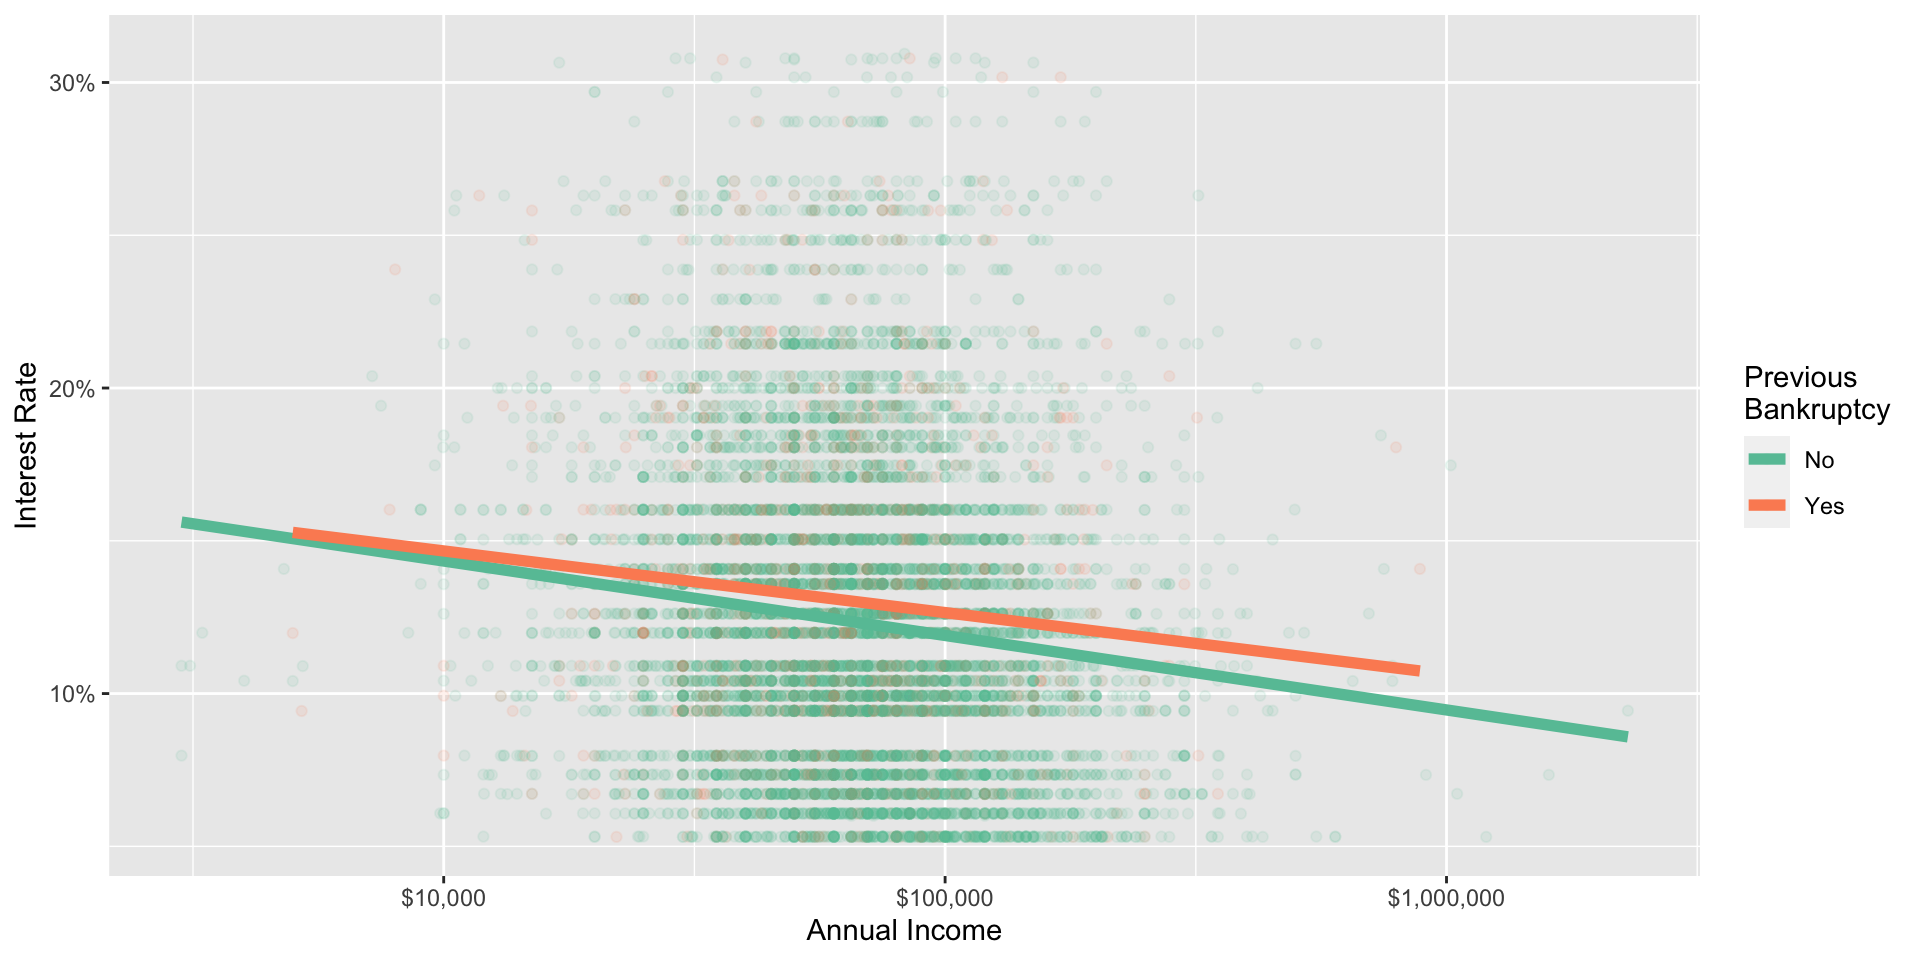 30%
20%
10%
Interest Rate
$10,000
$100,000
$1,000,000
Annual Income
Previous
Bankruptcy
No
Yes